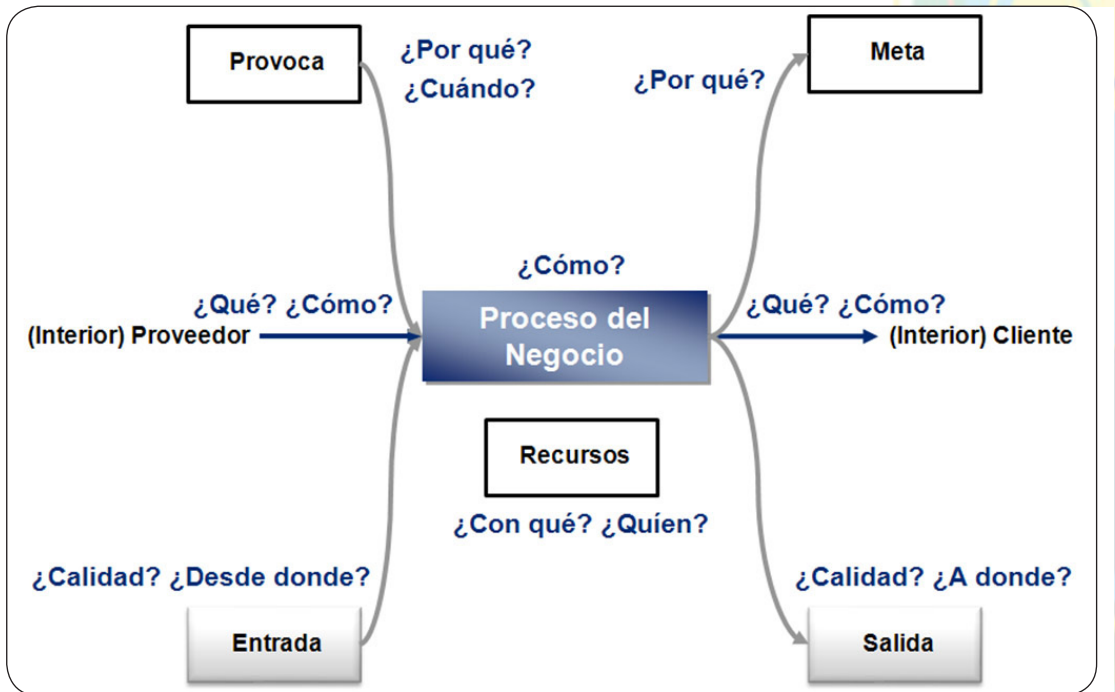 Provoca
¿Por qué?
¿Cuándo?
¿Por qué?
Meta
¿Cómo?
¿Qué? ¿Cómo?
(Interior) Proveedor
Proceso del
Negocio
¿Qué? ¿Cómo?
(Interior) Cliente
Recursos
¿Con qué? ¿Quíen?
¿Calidad? ¿Desde donde?
Entrada
¿Calidad? ¿A donde?
Salida